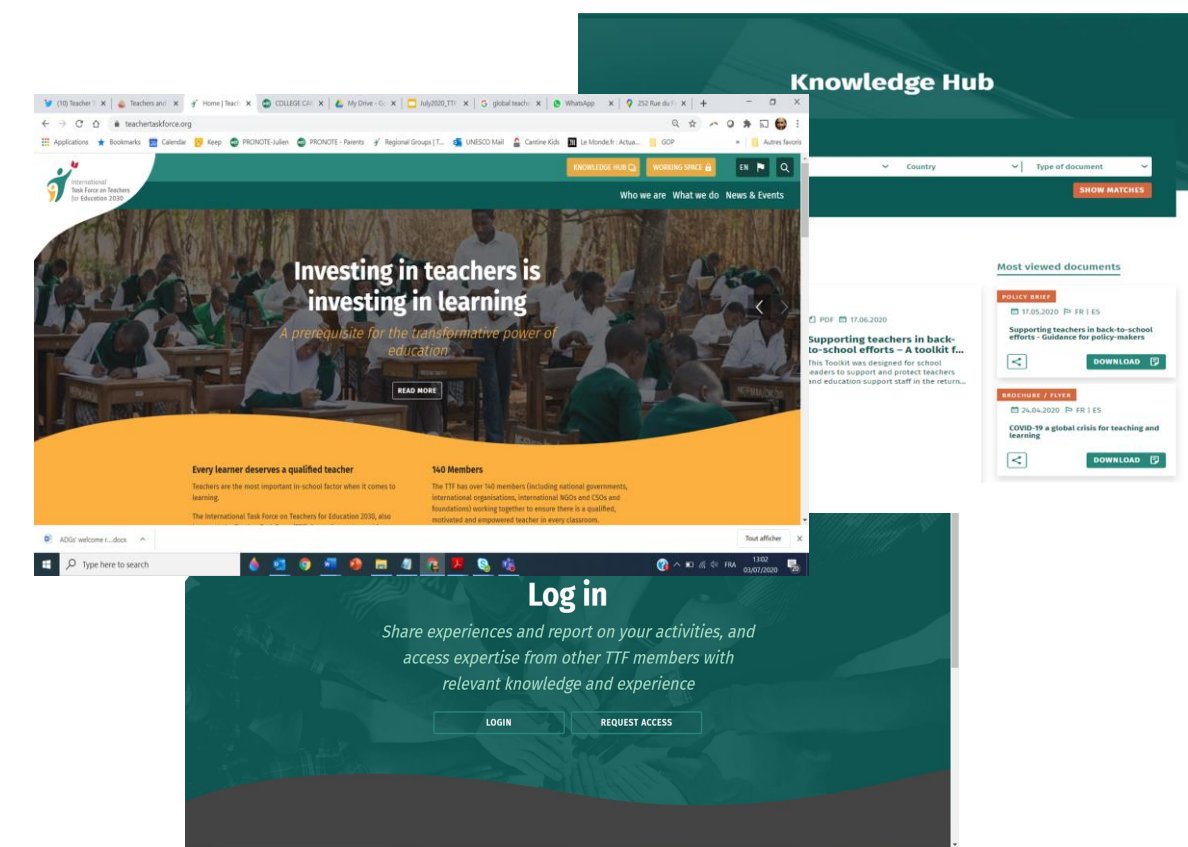 Knowledge Hub
Country
Type of document
SHOW MATCHES
Most viewed documents
PDF 17.06.2020
Supporting teachers in back-
to-school efforts – A toolkit f...
This Toolkit was designed for school
leaders to support and protect teachers
and education support staff in the return...
POLICY BRIEF
17.05.2020 FR | ES
Supporting teachers in back-to-school
efforts - Guidance for policy-makers
DOWNLOAD
BROCHURE / FLYER
24.04.2020 FR | ES
COVID-19 a global crisis for teaching and
learning
DOWNLOAD
(10) Teacher Teachers and Home | Teach COLLEGE CAM My Drive - Go July2020_TTF global teache WhatsApp 252 Rue du
teachertaskforce.org
Applications Bookmarks Calendar Keep PRONOTE-Julien PRONOTE - Parents Regional Groups | T... UNESCO Mail Cantine Kids Le Monde.fr : Actua... GOP » Autres favoris
International
Task Force on Teachers
for Education 2030
KNOWLEDGE HUB WORKING SPACE EN
Who we are What we do News & Events
Investing in teachers is
investing in learning
A prerequisite for the transformative power of
education
READ MORE
Every learner deserves a qualified teacher
Teachers are the most important in-school factor when it comes to
learning.
The International Task Force on Teachers for Education 2030, also
140 Members
The TTF has over 140 members (including national governments,
international organisations, international NGOs and CSOs and
foundations) working together to ensure there is a qualified,
motivated and empowered teacher in every classroom.
ADGs' welcome r....docx
Tout afficher
Type here to search
FRA
13:02
03/07/2020
Log in
Share experiences and report on your activities, and
access expertise from other TTF members with
relevant knowledge and experience
LOGIN
REQUEST ACCESS